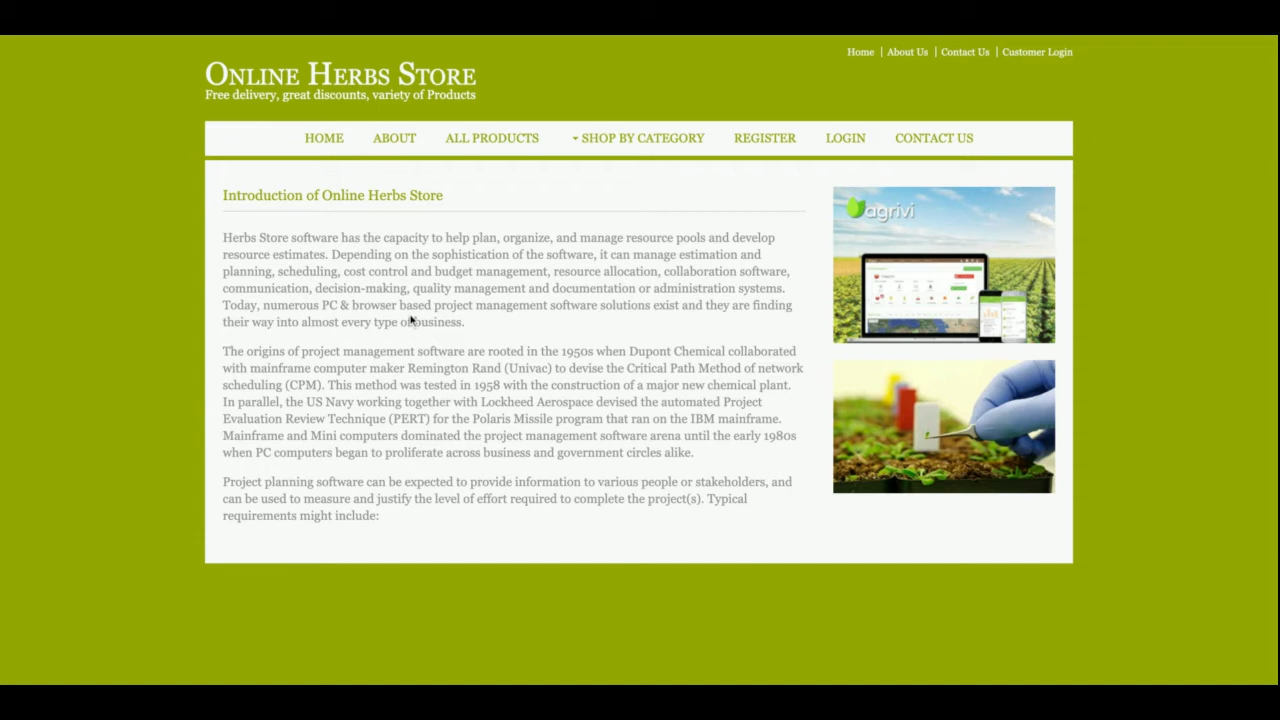 Home | About Us | Contact Us | Customer Login
Online Herbs Store
Free delivery, great discounts, variety of Products
HOME ABOUT ALL PRODUCTS SHOP BY CATEGORY REGISTER LOGIN CONTACT US
Introduction of Online Herbs Store
Herbs Store software has the capacity to help plan, organize, and manage resource pools and develop
resource estimates. Depending on the sophistication of the software, it can manage estimation and
planning, scheduling, cost control and budget management, resource allocation, collaboration software,
communication, decision-making, quality management and documentation or administration systems.
Today, numerous PC & browser based project management software solutions exist and they are finding
their way into almost every type of business.
The origins of project management software are rooted in the 1950s when Dupont Chemical collaborated
with mainframe computer maker Remington Rand (Univac) to devise the Critical Path Method of network
scheduling (CPM). This method was tested in 1958 with the construction of a major new chemical plant.
In parallel, the US Navy working together with Lockheed Aerospace devised the automated Project
Evaluation Review Technique (PERT) for the Polaris Missile program that ran on the IBM mainframe.
Mainframe and Mini computers dominated the project management software arena until the early 1980s
when PC computers began to proliferate across business and government circles alike.
Project planning software can be expected to provide information to various people or stakeholders, and
can be used to measure and justify the level of effort required to complete the project(s). Typical
requirements might include:
agrivi